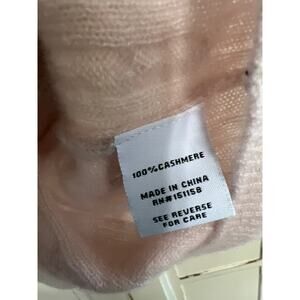 100% CASHMERE
MADE IN CHINA
RN#151158
SEE REVERSE
FOR CARE